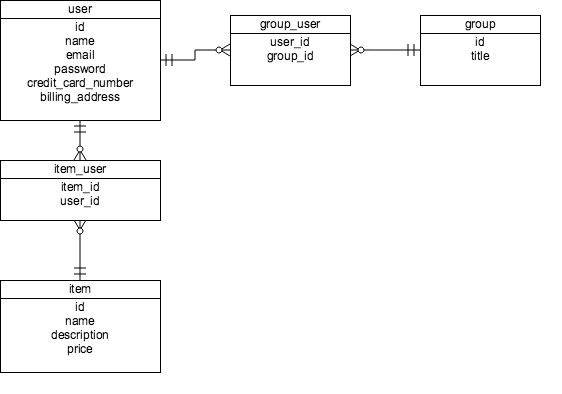 user
id
name
email
password
credit_card_number
billing_address
group_user
user_id
group_id
group
id
title
item_user
item_id
user_id
item
id
name
description
price